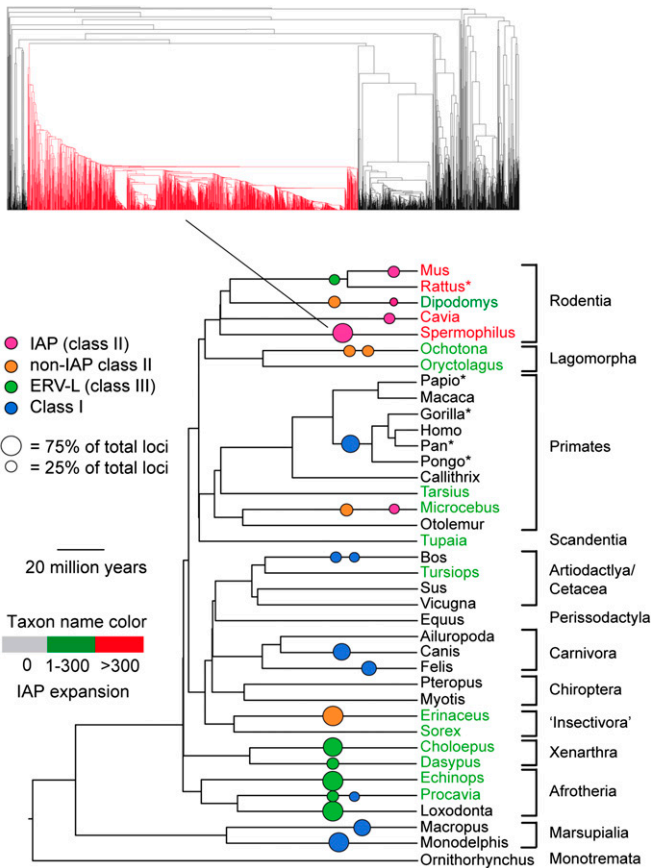 Mus
Rattus*
Dipodomys
Cavia
Spermophilus
Rodentia
Ochotona
Oryctolagus
Lagomorpha
Papio*
Macaca
Gorilla*
Homo
Pan*
Pongo*
Callithrix
Tarsius
Microcebus
Otolemur
Primates
Tupaia
Scandentia
Bos
Tursiops
Sus
Vicugna
Artiodactlya/
Cetacea
Equus
Perissodactyla
Ailuropoda
Canis
Felis
Carnivora
Pteropus
Myotis
Chiroptera
Erinaceus
Sorex
‘Insectivora’
Choloepus
Dasypus
Xenarthra
Echinops
Procavia
Loxodonta
Afrotheria
Macropus
Monodelphis
Marsupialia
Ornithorhynchus
Monotremata
IAP (class II)
non-IAP class II
ERV-L (class III)
Class I
= 75% of total loci
= 25% of total loci
20 million years
Taxon name color
0 1-300 >300
IAP expansion